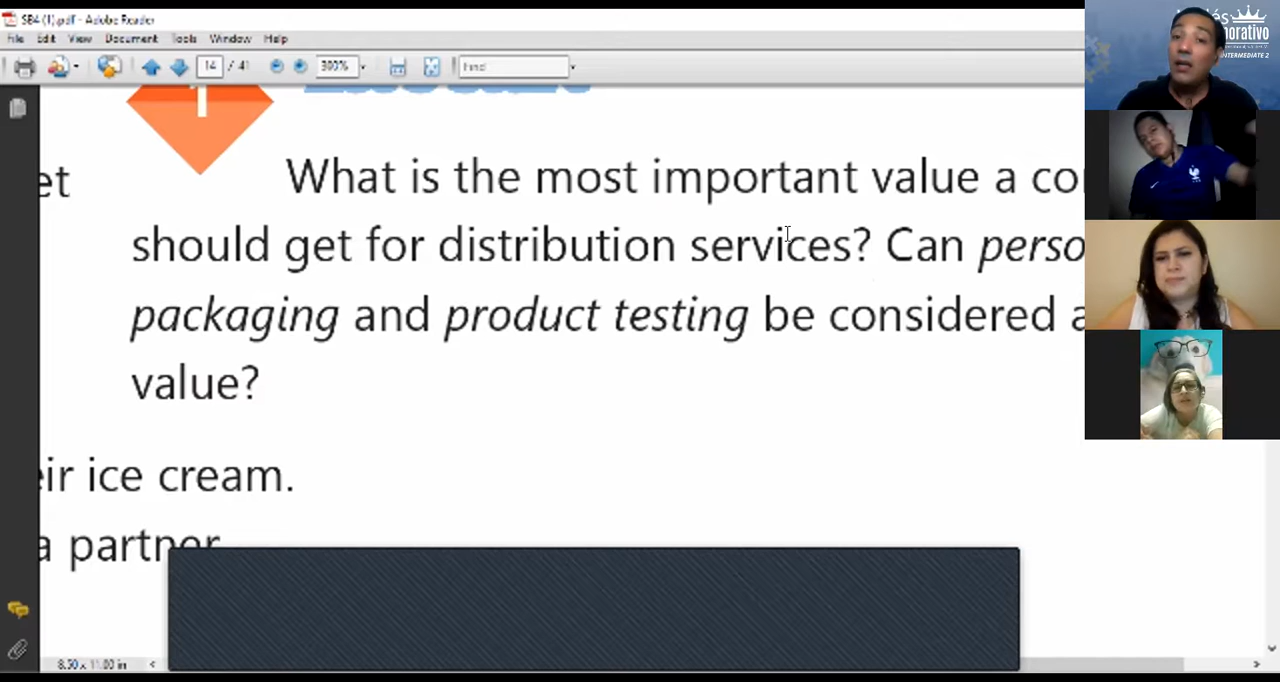 SB4 (1).pdf - Adobe Reader
File Edit View Document Tools Window Help
14 / 41 300% Find
What is the most important value a co
et
should get for distribution services? Can perso
packaging and product testing be considered a
value?
eir ice cream.
a partner
8.50 x 11.00 in
INTERMEDIATE 2